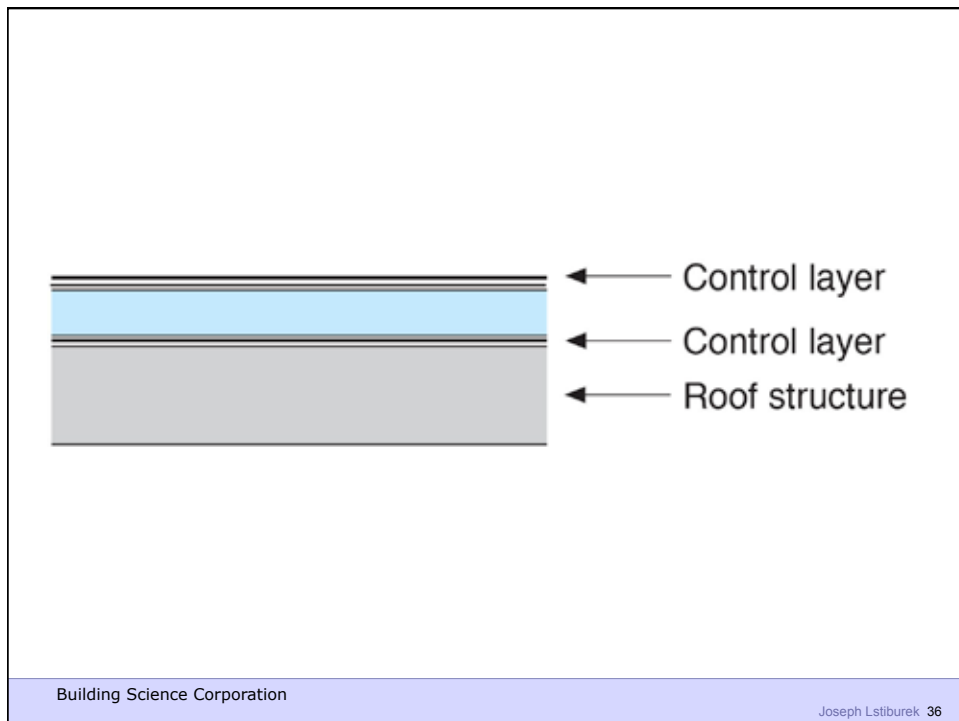 Control layer
Control layer
Roof structure
Building Science Corporation
Joseph Lstiburek 36